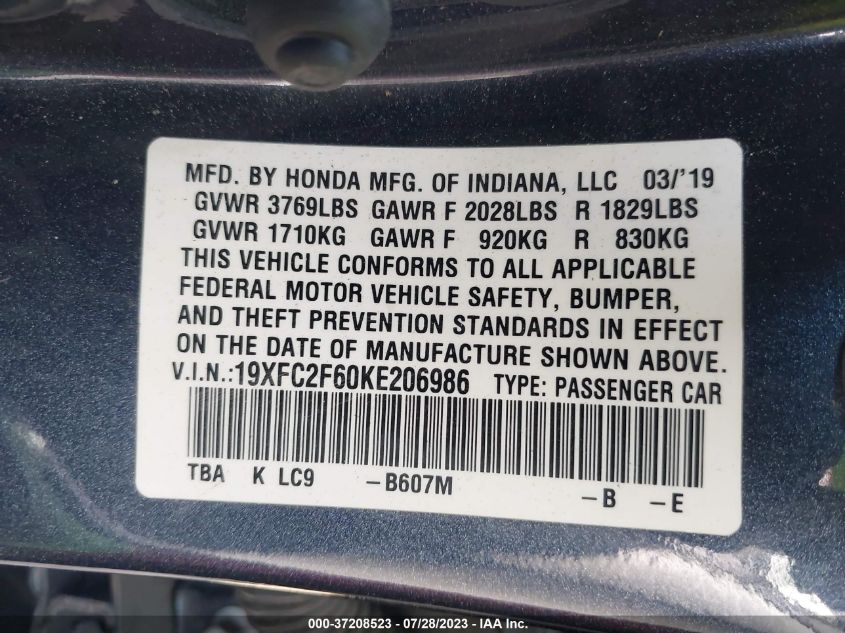 MFD. BY HONDA MFG. OF INDIANA, LLC 03/'19
GVWR 3769LBS GAWR F 2028LBS R 1829LBS
GVWR 1710KG GAWR F 920KG R 830KG
THIS VEHICLE CONFORMS TO ALL APPLICABLE
FEDERAL MOTOR VEHICLE SAFETY, BUMPER,
AND THEFT PREVENTION STANDARDS IN EFFECT
ON THE DATE OF MANUFACTURE SHOWN ABOVE.
V.I.N.:19XFC2F60KE206986 TYPE: PASSENGER CAR
TBA K LC9 -B607M -B -E
000-37208523 - 07/28/2023 - IAA Inc.